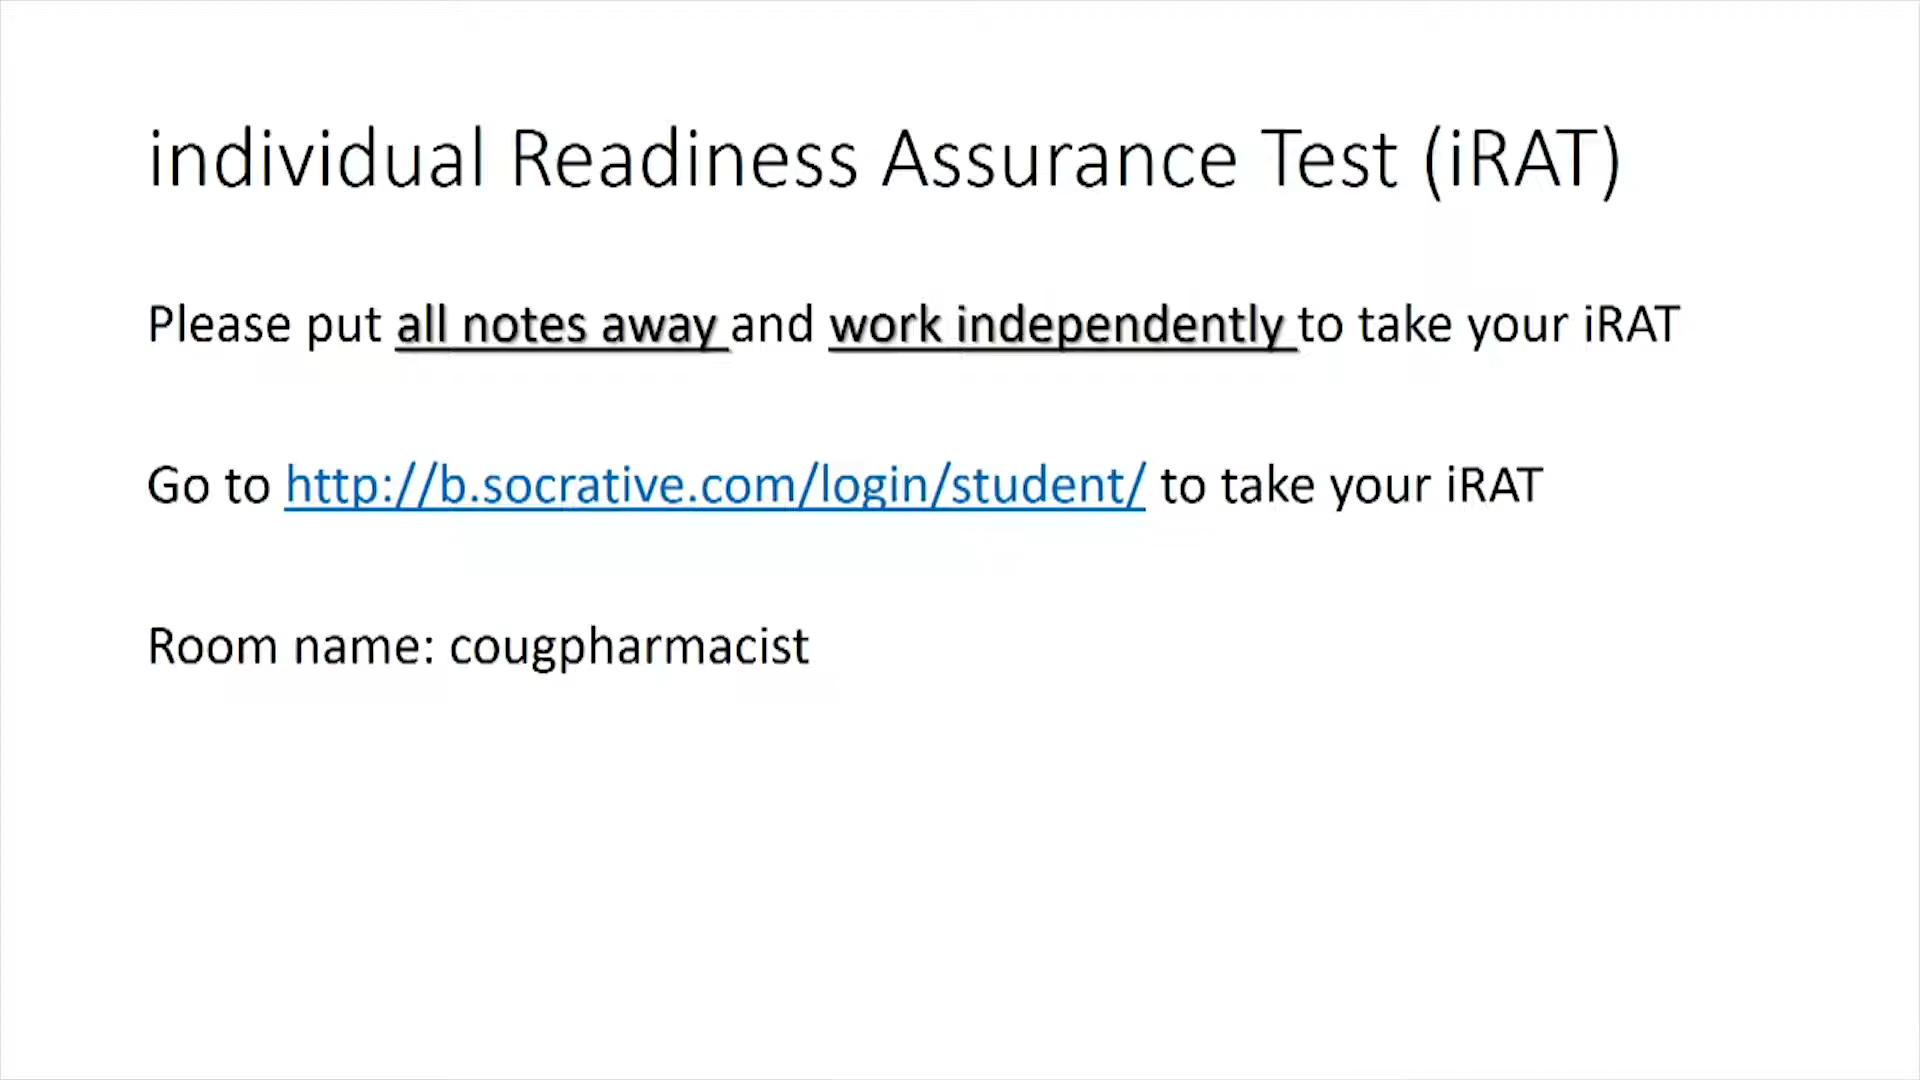 individual Readiness Assurance Test (iRAT)
Please put all notes away and work independently to take your iRAT
Go to http://b.socrative.com/login/student/ to take your iRAT
Room name: cougpharmacist